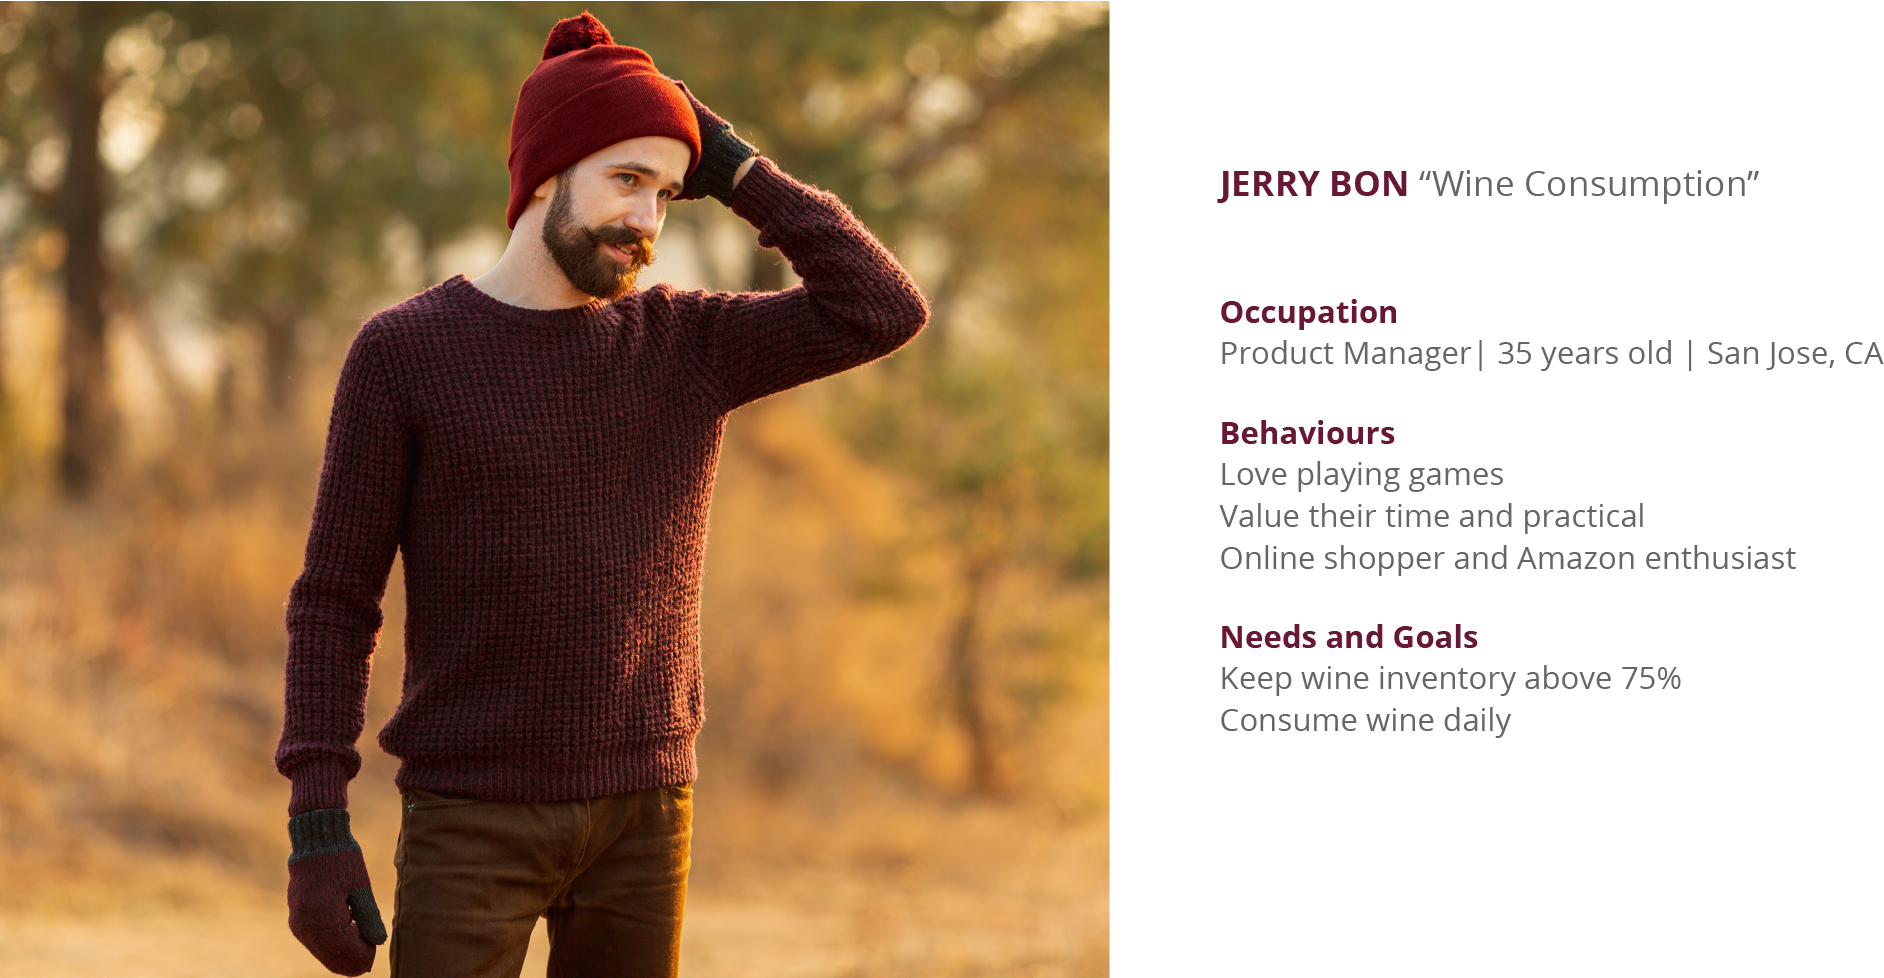 JERRY BON “Wine Consumption”
Occupation
Product Manager| 35 years old | San Jose, CA
Behaviours
Love playing games
Value their time and practical
Online shopper and Amazon enthusiast
Needs and Goals
Keep wine inventory above 75%
Consume wine daily